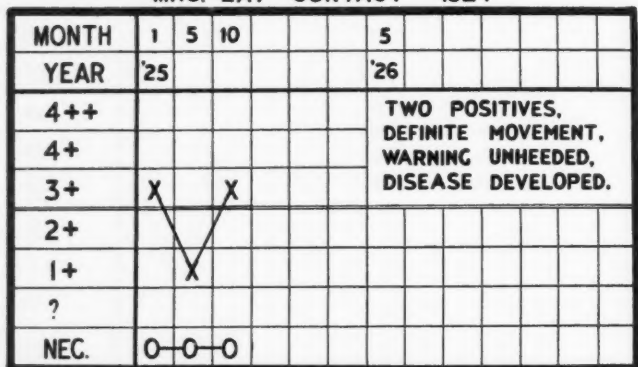 MONTH 1 5 10 5
YEAR '25 '26
4++
4+
3+ X X
2+
1+ X
?
NEG. O O O
TWO POSITIVES,
DEFINITE MOVEMENT,
WARNING UNHEEDED,
DISEASE DEVELOPED.